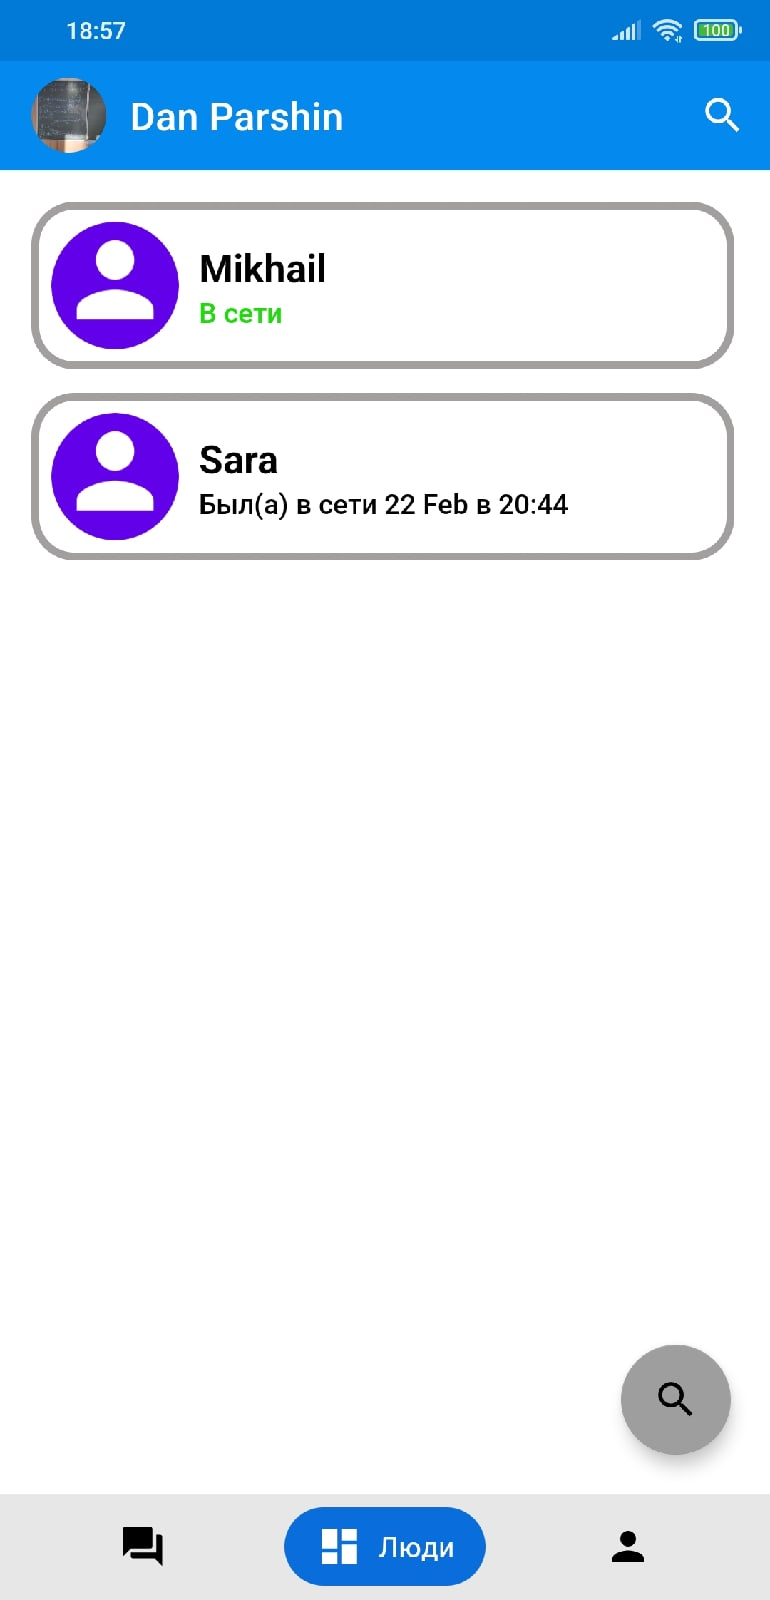 18:57
100
Dan Parshin
Mikhail
В сети
Sara
Был(а) в сети 22 Feb в 20:44
Люди